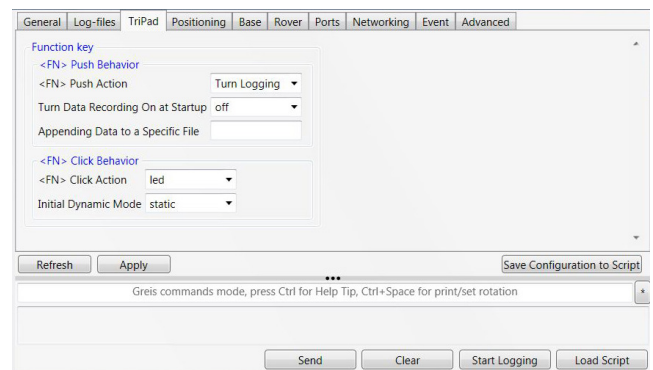 General Log-files TriPad Positioning Base Rover Ports Networking Event Advanced
Function key
<FN> Push Behavior
<FN> Push Action Turn Logging
Turn Data Recording On at Startup off
Appending Data to a Specific File
<FN> Click Behavior
<FN> Click Action led
Initial Dynamic Mode static
Refresh Apply Save Configuration to Script
Greis commands mode, press Ctrl for Help Tip, Ctrl+Space for print/set rotation *
Send Clear Start Logging Load Script